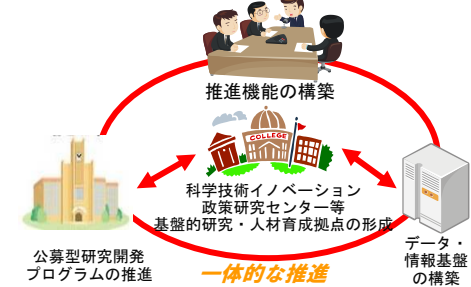 推進機能の構築
COLLEGE
科学技術イノベーション
政策研究センター等
基盤的研究・人材育成拠点の形成
公募型研究開発
プログラムの推進
データ・
情報基盤
の構築
一体的な推進